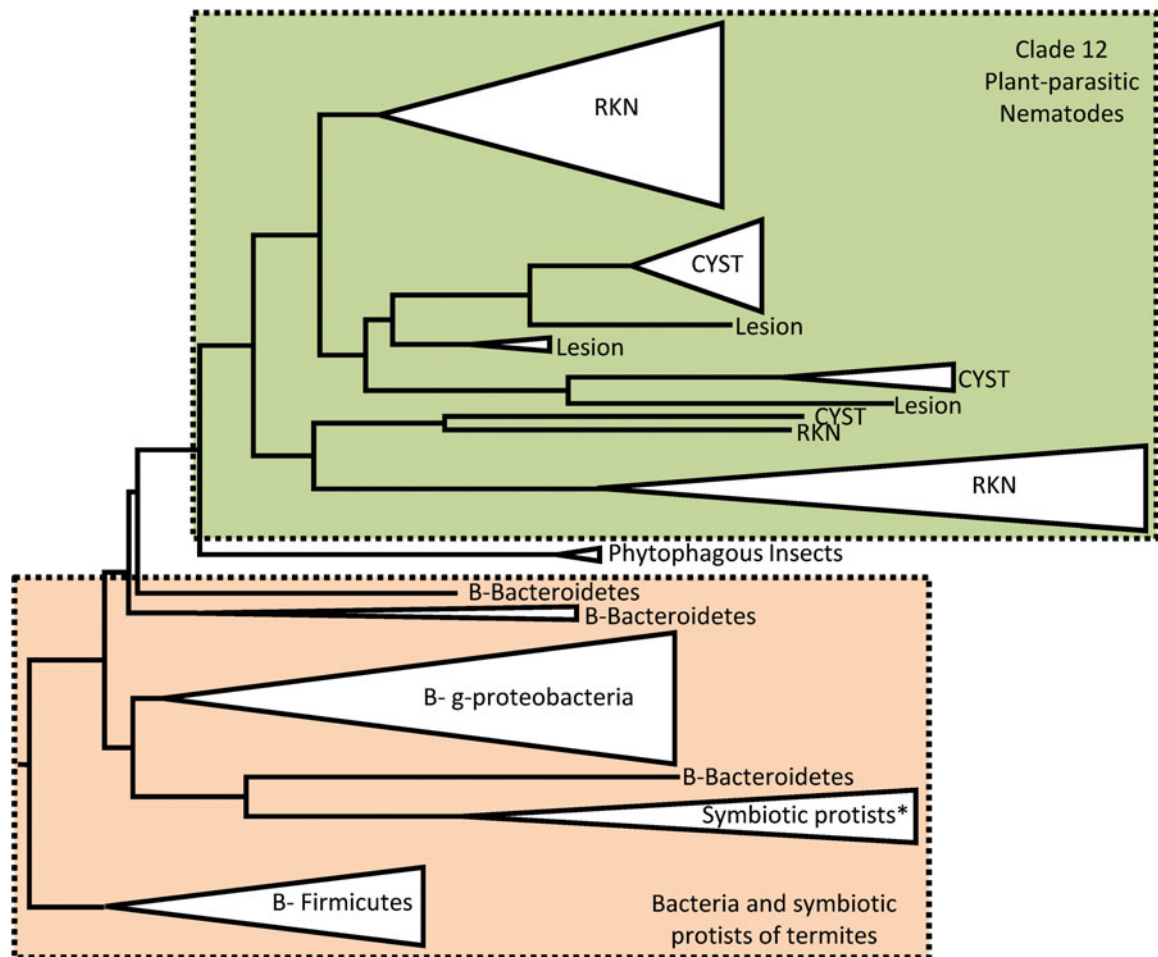 Clade 12
Plant-parasitic
Nematodes
RKN
CYST
Lesion
Lesion
CYST
Lesion
CYST
RKN
RKN
Phytophagous Insects
B-Bacteroidetes
B-Bacteroidetes
B- g-proteobacteria
B-Bacteroidetes
Symbiotic protists*
B- Firmicutes
Bacteria and symbiotic
protists of termites